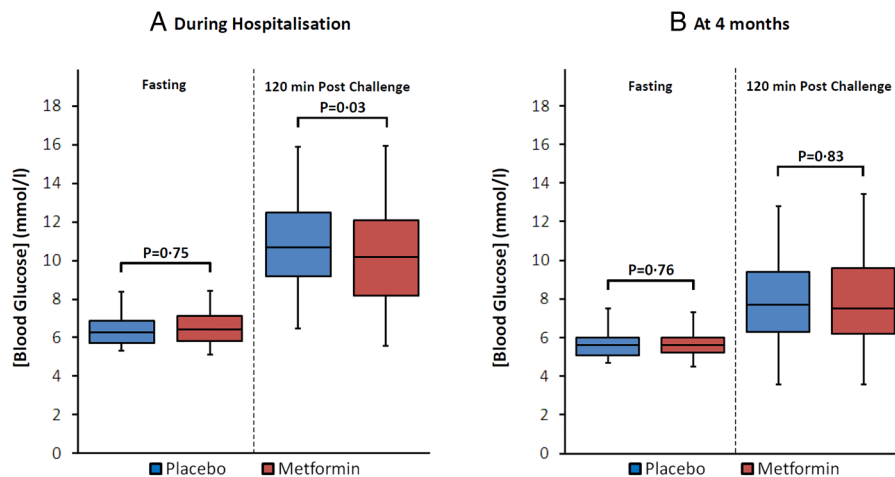 A During Hospitalisation
Fasting
120 min Post Challenge
P=0·03
P=0·75
[Blood Glucose] (mmol/l)
18
16
14
12
10
8
6
4
2
0
Placebo Metformin
B At 4 months
Fasting
120 min Post Challenge
P=0·83
P=0·76
[Blood Glucose] (mmol/l)
18
16
14
12
10
8
6
4
2
0
Placebo Metformin